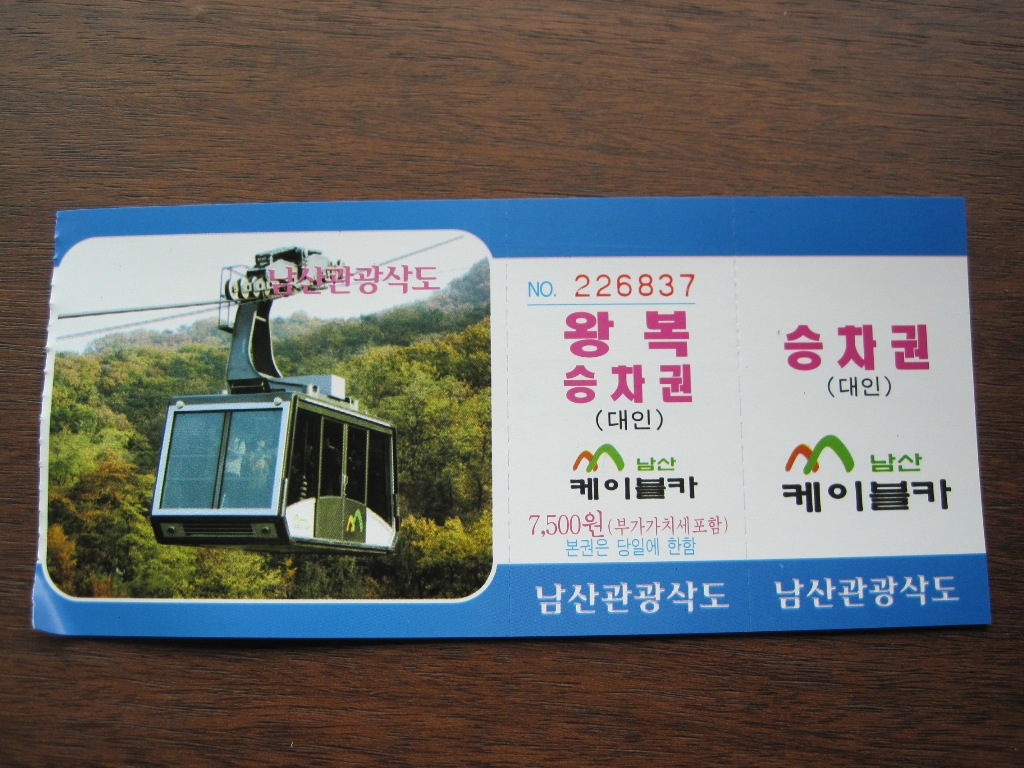 남산관광삭도
NO. 226837
왕복
승차권
(대인)
남산
케이블카
7,500원(부가가치세포함)
본권은 당일에 한함
남산관광삭도
승차권
(대인)
남산
케이블카
남산관광삭도